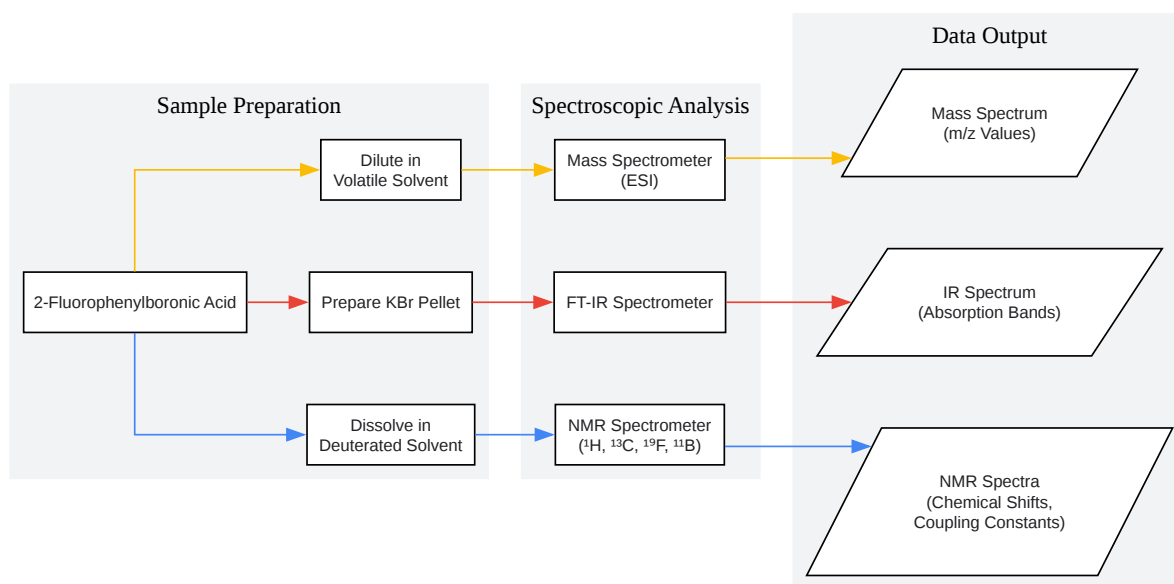 Data Output
Sample Preparation
Spectroscopic Analysis
Mass Spectrum
(m/z Values)
Dilute in
Volatile Solvent
Mass Spectrometer
(ESI)
2-Fluorophenylboronic Acid
Prepare KBr Pellet
FT-IR Spectrometer
IR Spectrum
(Absorption Bands)
Dissolve in
Deuterated Solvent
NMR Spectrometer
(¹H, ¹³C, ¹⁹F, ¹¹B)
NMR Spectra
(Chemical Shifts,
Coupling Constants)